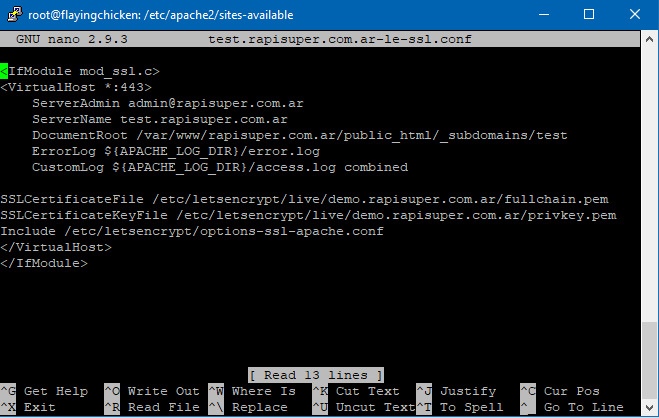 root@flayingchicken: /etc/apache2/sites-available
GNU nano 2.9.3 test.rapisuper.com.ar-le-ssl.conf
<IfModule mod_ssl.c>
<VirtualHost *:443>
ServerAdmin admin@rapisuper.com.ar
ServerName test.rapisuper.com.ar
DocumentRoot /var/www/rapisuper.com.ar/public_html/_subdomains/test
ErrorLog ${APACHE_LOG_DIR}/error.log
CustomLog ${APACHE_LOG_DIR}/access.log combined
SSLCertificateFile /etc/letsencrypt/live/demo.rapisuper.com.ar/fullchain.pem
SSLCertificateKeyFile /etc/letsencrypt/live/demo.rapisuper.com.ar/privkey.pem
Include /etc/letsencrypt/options-ssl-apache.conf
</VirtualHost>
</IfModule>
[ Read 13 lines ]
^G Get Help ^O Write Out ^W Where Is ^K Cut Text ^J Justify ^C Cur Pos
^X Exit ^R Read File ^\ Replace ^U Uncut Text ^T To Spell ^_ Go To Line